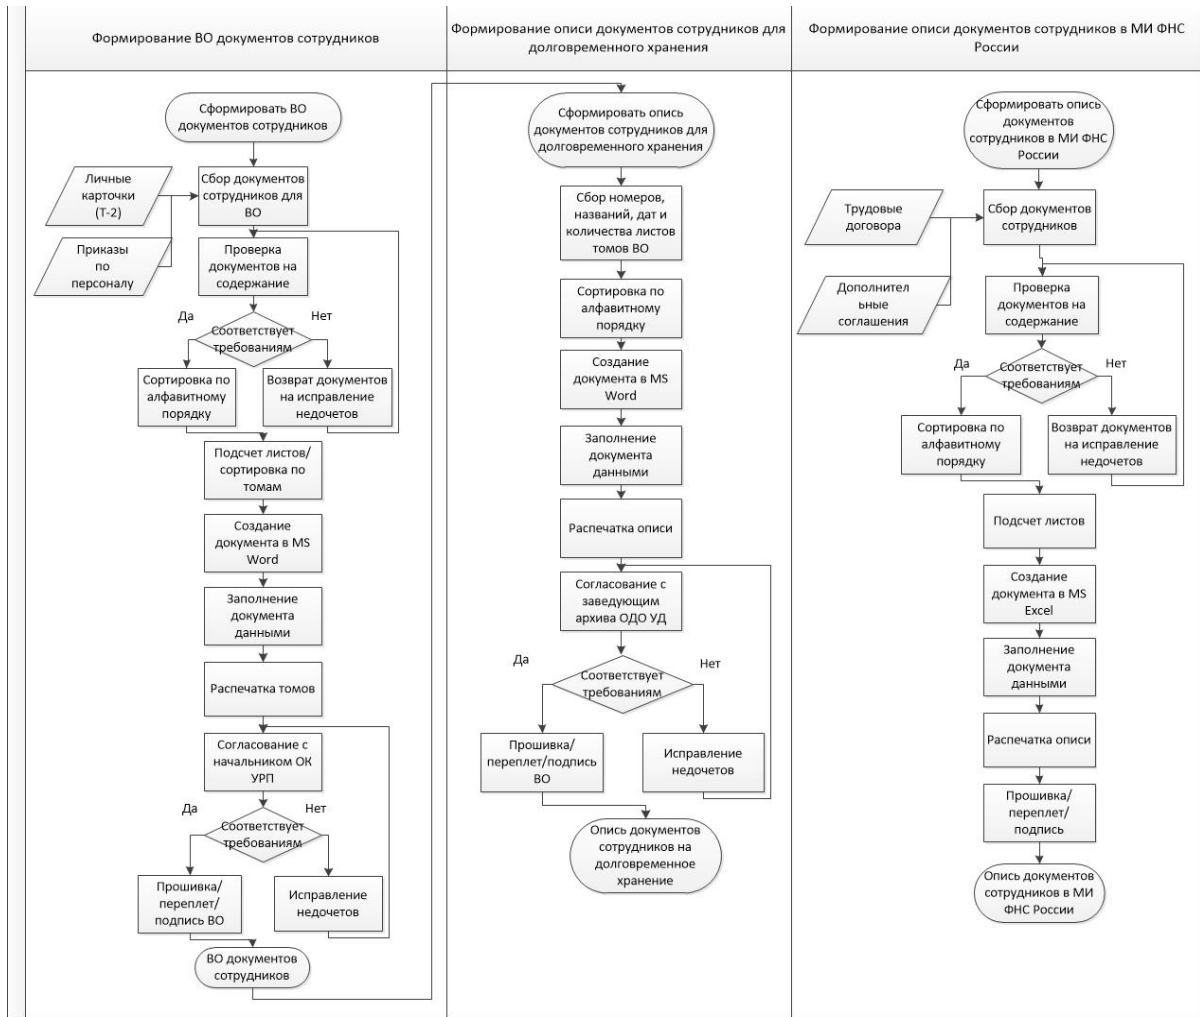 Формирование ВО документов сотрудников
Сформировать ВО
документов сотрудников
Личные
карточки
(Т-2)
Сбор документов
сотрудников для
ВО
Приказы
по
персоналу
Проверка
документов на
содержание
Да
Нет
Соответствует
требованиям
Сортировка по
алфавитному
порядку
Возврат документов
на исправление
недочетов
Подсчет листов/
сортировка по
томам
Создание
документа в MS
Word
Заполнение
документа
данными
Распечатка томов
Согласование с
начальником ОК
УРП
Да
Нет
Соответствует
требованиям
Прошивка/
переплет/
подпись ВО
Исправление
недочетов
ВО документов
сотрудников
Формирование описи документов сотрудников для
долговременного хранения
Сформировать опись
документов сотрудников для
долговременного хранения
Сбор номеров,
названий, дат и
количества листов
томов ВО
Сортировка по
алфавитному
порядку
Создание
документа в MS
Word
Заполнение
документа
данными
Распечатка описи
Согласование с
заведующим
архива ОДО УД
Да
Нет
Соответствует
требованиям
Прошивка/
переплет/подпись
ВО
Исправление
недочетов
Опись документов
сотрудников на
долговременное
хранение
Формирование описи документов сотрудников в МИ ФНС
России
Сформировать опись
документов
сотрудников в МИ ФНС
России
Трудовые
договора
Сбор документов
сотрудников
Дополнител
ьные
соглашения
Проверка
документов на
содержание
Да
Нет
Соответствует
требованиям
Сортировка по
алфавитному
порядку
Возврат документов
на исправление
недочетов
Подсчет листов
Создание
документа в MS
Excel
Заполнение
документа
данными
Распечатка описи
Прошивка/
переплет/
подпись
Опись документов
сотрудников в МИ
ФНС России